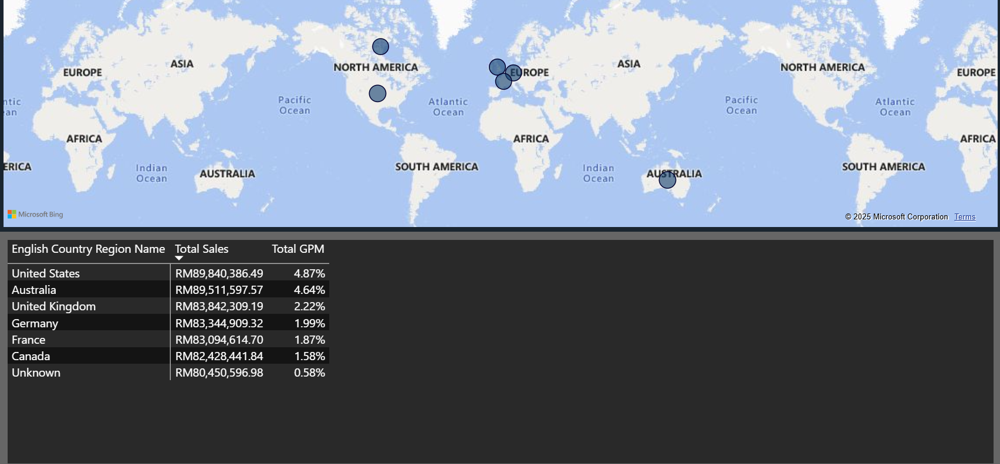 ASIA
NORTH AMERICA
EUROPE
ASIA
NORTH AMERICA
EUROPE
EUROPE
Pacific
Ocean
Atlantic
Ocean
Pacific
Ocean
Atlantic
Ocean
ntic
an
AFRICA
AFRICA
AFRICA
ERICA
Indian
Ocean
AUSTRALIA
SOUTH AMERICA
Indian
Ocean
AUSTRALIA
SOUTH AMERICA
Microsoft Bing
© 2025 Microsoft Corporation Terms
English Country Region Name Total Sales Total GPM
United States RM89,840,386.49 4.87%
Australia RM89,511,597.57 4.64%
United Kingdom RM83,842,309.19 2.22%
Germany RM83,344,909.32 1.99%
France RM83,094,614.70 1.87%
Canada RM82,428,441.84 1.58%
Unknown RM80,450,596.98 0.58%